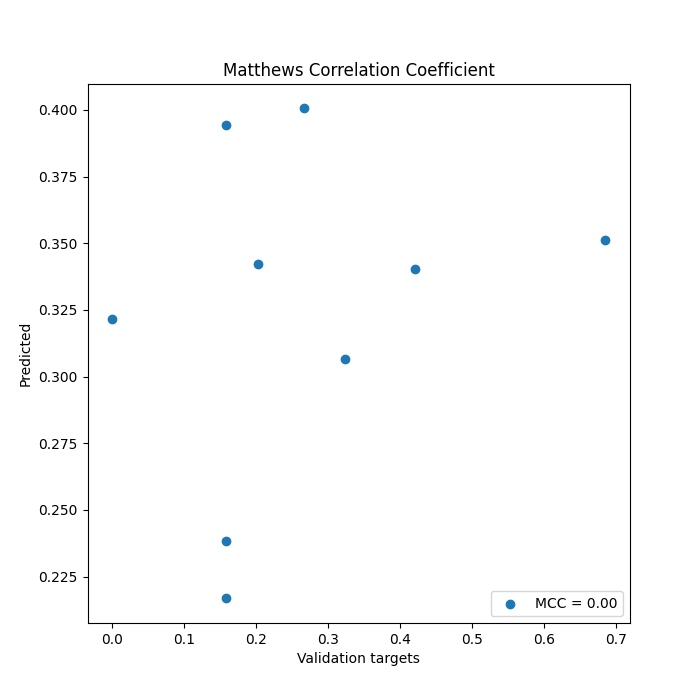 Matthews Correlation Coefficient
0.400
0.375
0.350
0.325
0.300
0.275
0.250
0.225
Predicted
MCC = 0.00
0.0 0.1 0.2 0.3 0.4 0.5 0.6 0.7
Validation targets